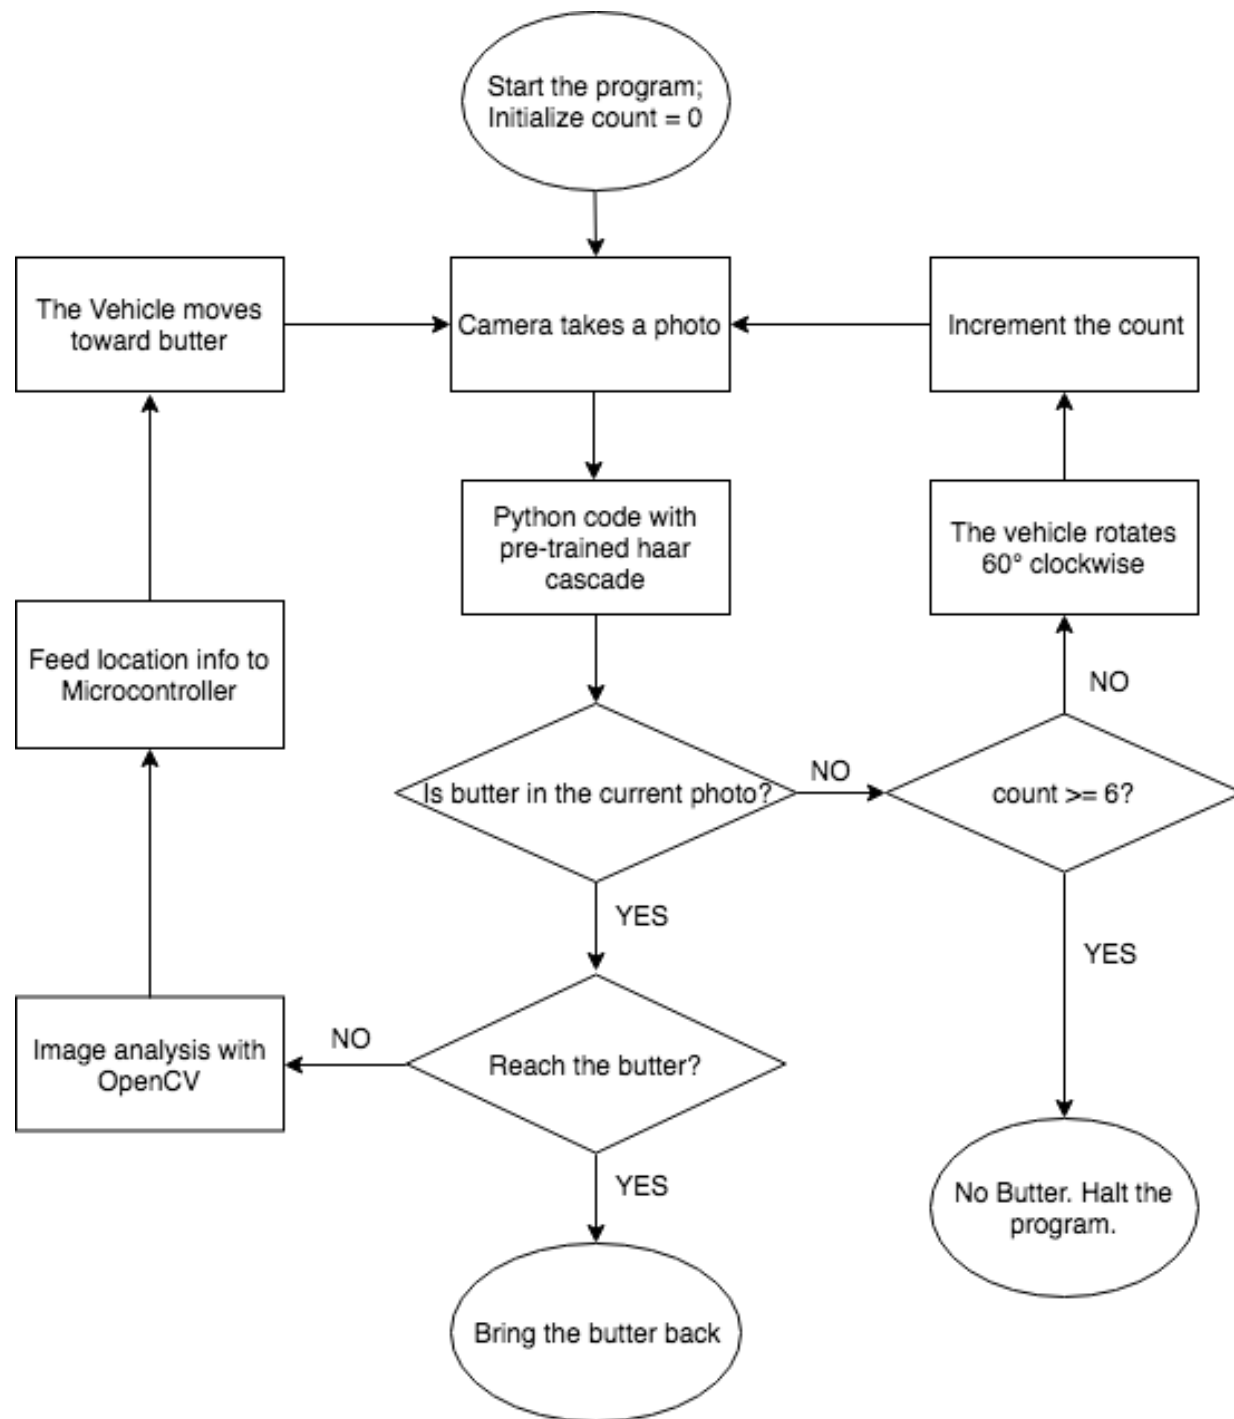 Start the program;
Initialize count = 0
The Vehicle moves
toward butter
Camera takes a photo
Increment the count
Python code with
pre-trained haar
cascade
The vehicle rotates
60° clockwise
Feed location info to
Microcontroller
NO
Is butter in the current photo?
NO
count >= 6?
YES
YES
Image analysis with
OpenCV
NO
Reach the butter?
YES
No Butter. Halt the
program.
Bring the butter back